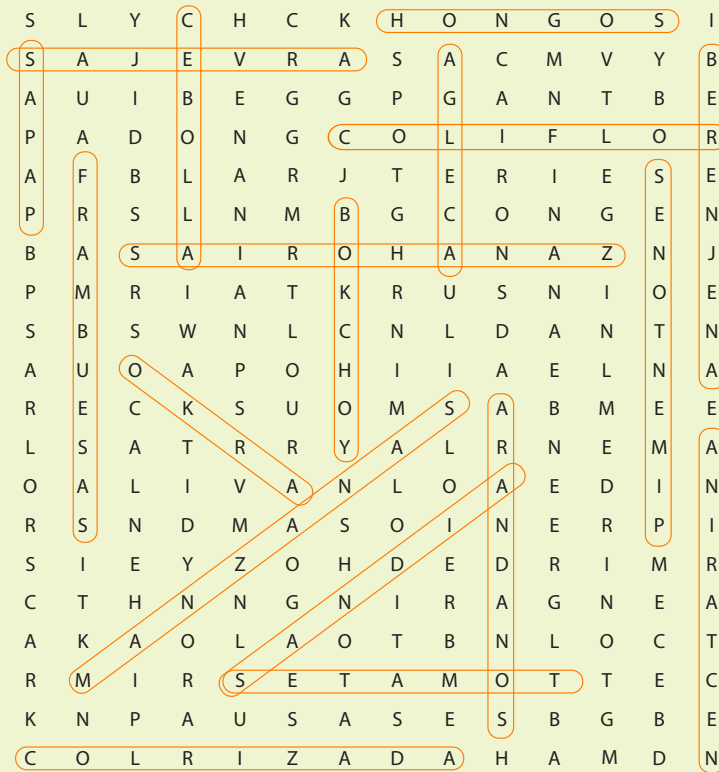 S L Y C H C K H O N G O S I
S A J E V R A S A C M V Y B
A U I B E G G P G A N T B E
P A D O N G C O L I F L O R
A F B L A R J T E R I E S E
P R S L N M B G C O N G E N
B A S A I R O H A N A Z N J
P M R I A T K R U S N I O E
S B S W N L C N L D A N T N
A U O A P O H I I A E L N A
R E C K S U O M S A B M E E
L S A T R R Y A L R N E M A
O A L I V A N L O A E D I N
R S N D M A S O I N E R P I
S I E Y Z O H D E D R I M R
C T H N N G N I R A G N E A
A K A O L A O T B N L O C T
R M I R S E T A M O T T E C
K N P A U S A S E S B G B E
C O L R I Z A D A H A M D N